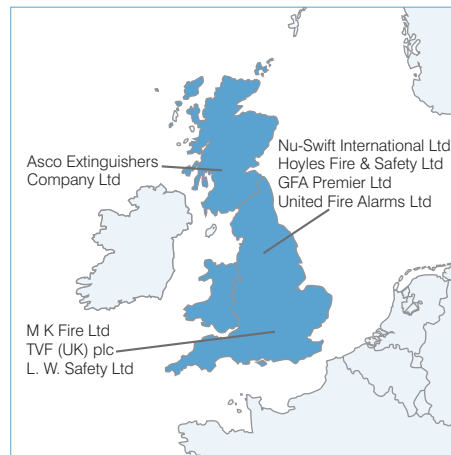 Asco Extinguishers
Company Ltd
Nu-Swift International Ltd
Hoyles Fire & Safety Ltd
GFA Premier Ltd
United Fire Alarms Ltd
M K Fire Ltd
TVF (UK) plc
L. W. Safety Ltd